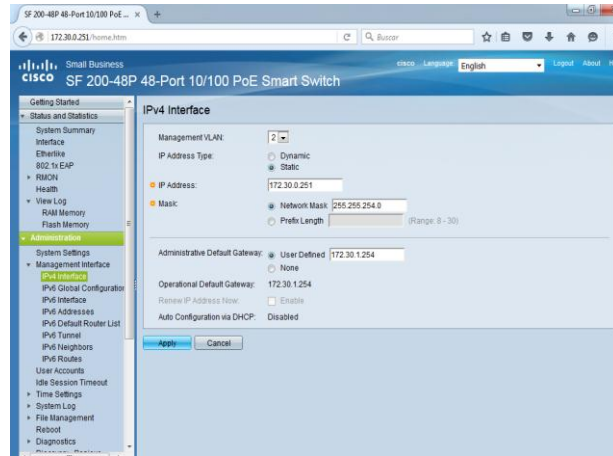 SF 200-48P 48-Port 10/100 PoE ...
172.30.0.251/home.htm
Buscar
Small Business
cisco Language English Logout About
CISCO SF 200-48P 48-Port 10/100 PoE Smart Switch
Getting Started
Status and Statistics
System Summary
Interface
Etherlike
802.1x EAP
RMON
Health
View Log
RAM Memory
Flash Memory
Administration
System Settings
Management Interface
IPv4 Interface
IPv6 Global Configuration
IPv6 Interface
IPv6 Addresses
IPv6 Default Router List
IPv6 Tunnel
IPv6 Neighbors
IPv6 Routes
User Accounts
Idle Session Timeout
Time Settings
System Log
File Management
Reboot
Diagnostics
IPv4 Interface
Management VLAN: 2
IP Address Type: Dynamic
Static
IP Address: 172.30.0.251
Mask: Network Mask 255.255.254.0
Prefix Length (Range: 8 - 30)
Administrative Default Gateway: User Defined 172.30.1.254
None
Operational Default Gateway: 172.30.1.254
Renew IP Address Now: Enable
Auto Configuration via DHCP: Disabled
Apply Cancel